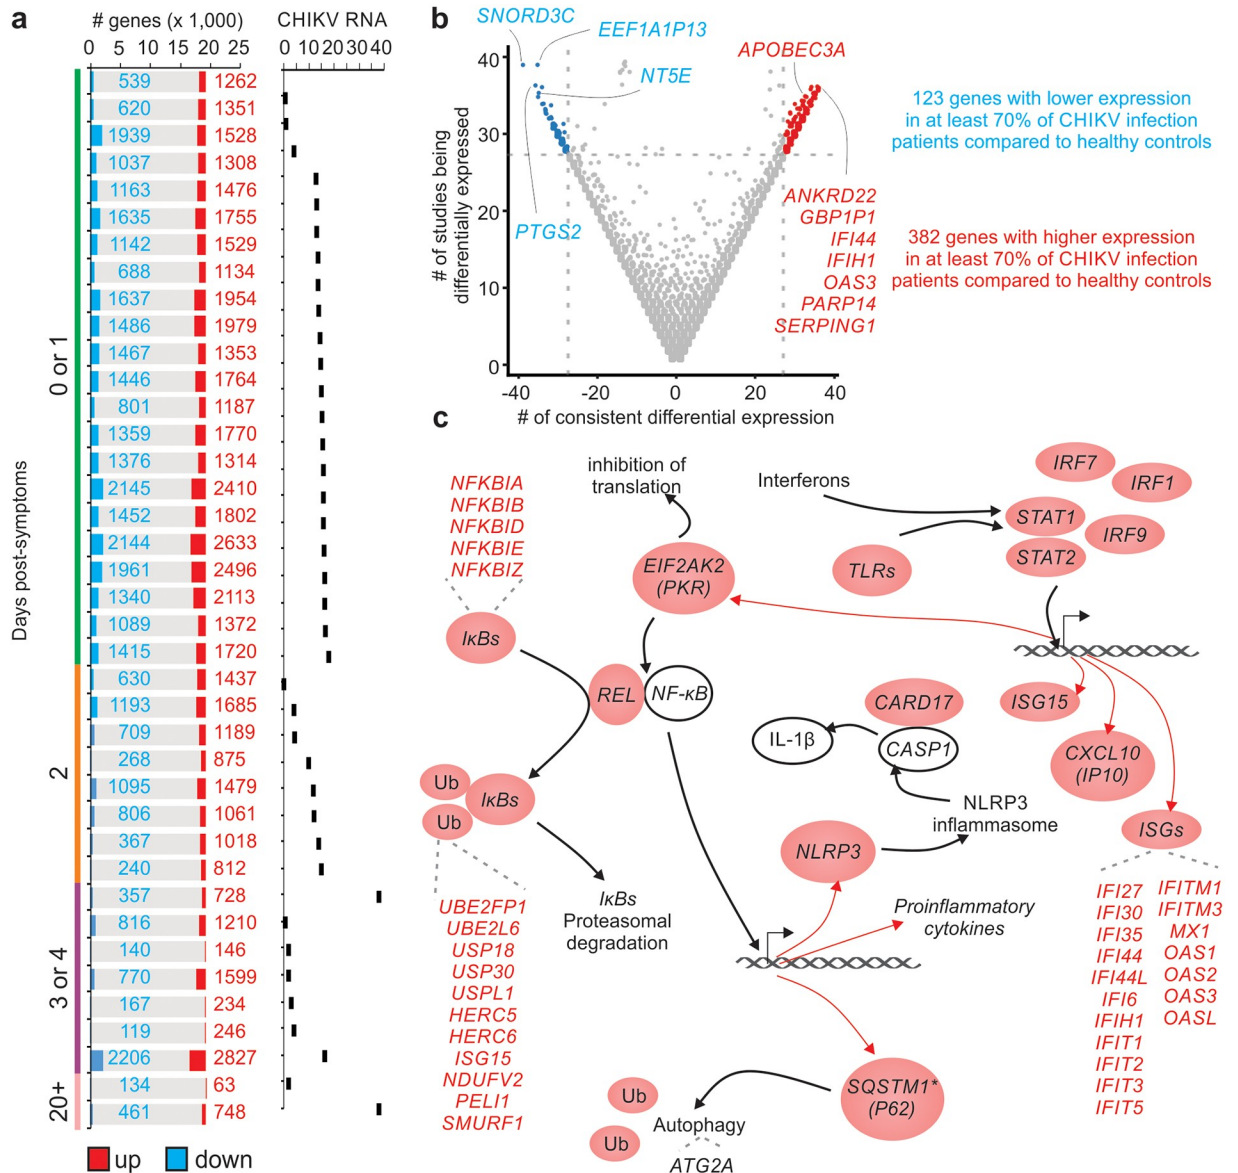 a
# genes (x 1,000)
CHIKV RNA
0 5 10 15 20 25
0 10 20 30 40
Days post-symptoms
0 or 1
539 1262
620 1351
1939 1528
1037 1308
1163 1476
1635 1755
1142 1529
688 1134
1637 1954
1486 1979
1467 1353
1446 1764
801 1187
1359 1770
1376 1314
2145 2410
1452 1802
2144 2633
1961 2496
1340 2113
1089 1372
1415 1720
2
630 1437
1193 1685
709 1189
268 875
1095 1479
806 1061
367 1018
240 812
3 or 4
357 728
816 1210
140 146
770 1599
167 234
119 246
2206 2827
20+
134 63
461 748
up down
b
SNORD3C
EEF1A1P13
NT5E
PTGS2
APOBEC3A
ANKRD22
GBP1P1
IFI44
IFIH1
OAS3
PARP14
SERPING1
# of studies being
differentially expressed
40
30
20
10
0
-40 -20 0 20 40
# of consistent differential expression
123 genes with lower expression
in at least 70% of CHIKV infection
patients compared to healthy controls
382 genes with higher expression
in at least 70% of CHIKV infection
patients compared to healthy controls
c
NFKBIA
NFKBIB
NFKBID
NFKBIE
NFKBIZ
IκBs
inhibition of
translation
EIF2AK2
(PKR)
Interferons
TLRs
IRF7
IRF1
STAT1
IRF9
STAT2
REL
NF-κB
CARD17
IL-1β
CASP1
NLRP3
inflammasome
NLRP3
ISG15
CXCL10
(IP10)
ISGs
Ub
IκBs
Ub
IκBs
Proteasomal
degradation
UBE2FP1
UBE2L6
USP18
USP30
USPL1
HERC5
HERC6
ISG15
NDUFV2
PELI1
SMURF1
Proinflammatory
cytokines
SQSTM1*
(P62)
Ub
Autophagy
Ub
ATG2A
IFI27
IFI30
IFI35
IFI44
IFI44L
IFI6
IFIH1
IFIT1
IFIT2
IFIT3
IFIT5
IFITM1
IFITM3
MX1
OAS1
OAS2
OAS3
OASL